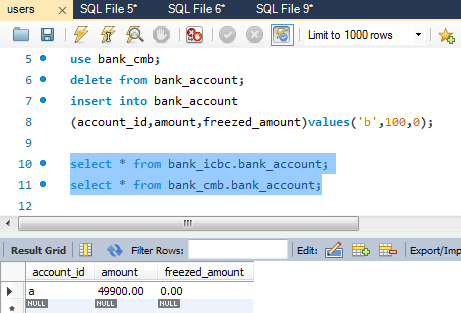 users SQL File 5* SQL File 6* SQL File 9*
Limit to 1000 rows
5 use bank_cmb;
6 delete from bank_account;
7 insert into bank_account
8 (account_id,amount,freezed_amount)values('b',100,0);
9
10 select * from bank_icbc.bank_account;
11 select * from bank_cmb.bank_account;
12
Result Grid Filter Rows: Edit: Export/Imp
account_id amount freezed_amount
a 49900.00 0.00
NULL NULL NULL